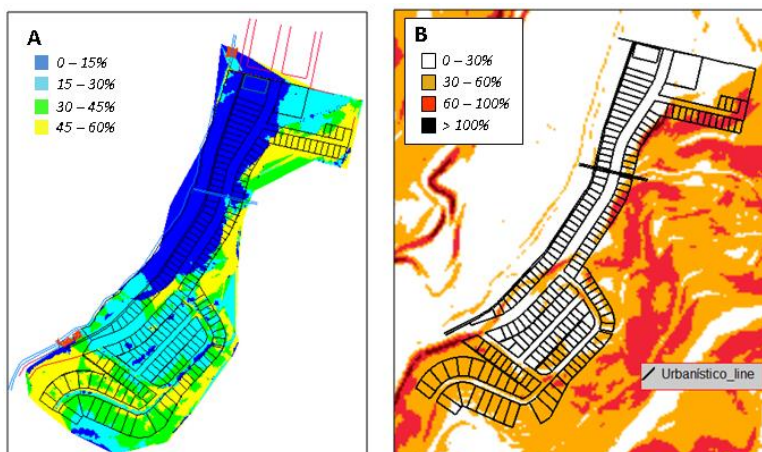 A
0 – 15%
15 – 30%
30 – 45%
45 – 60%
B
0 – 30%
30 – 60%
60 – 100%
> 100%
Urbanístico_line